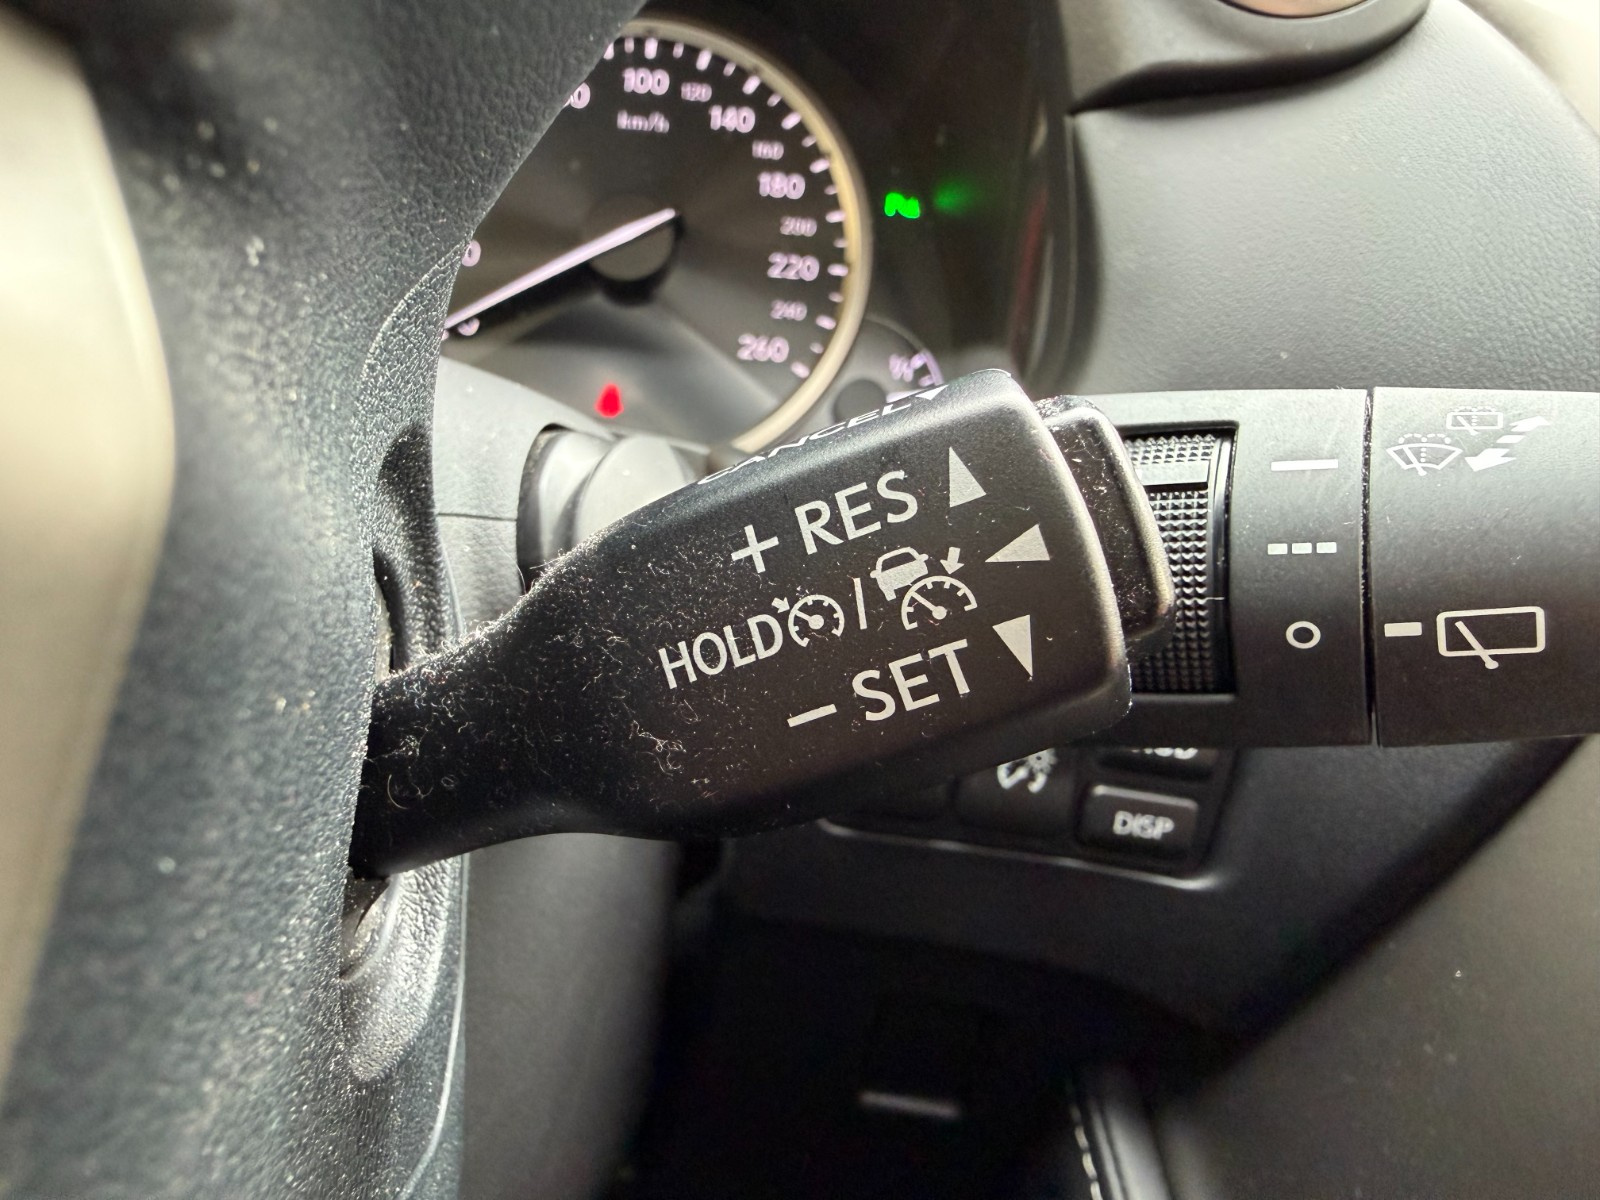 100
120
km/h
140
160
180
200
220
240
260
CANCEL
+ RES
HOLD /
– SET
DISP